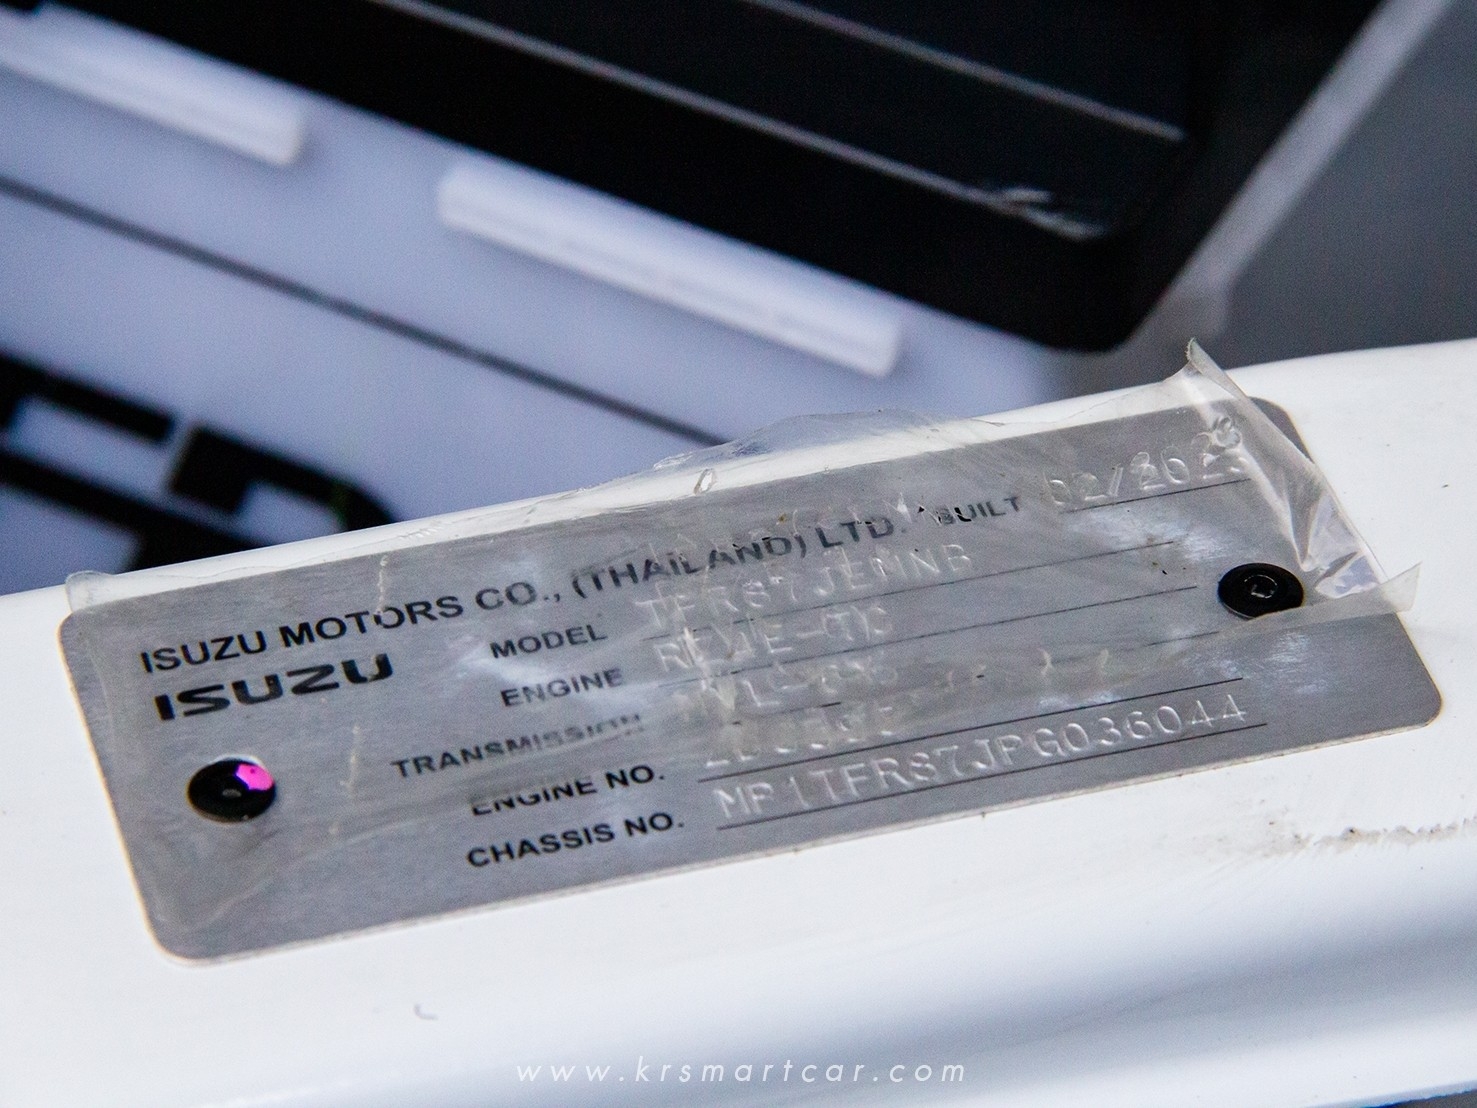 ISUZU MOTORS CO., (THAILAND) LTD. BUILT 02/2023
ISUZU
MODEL TFR87JENNB
ENGINE
TRANSMISSION
ENGINE NO.
CHASSIS NO. MP1TFR87JPG036044
www.krsmartcar.com